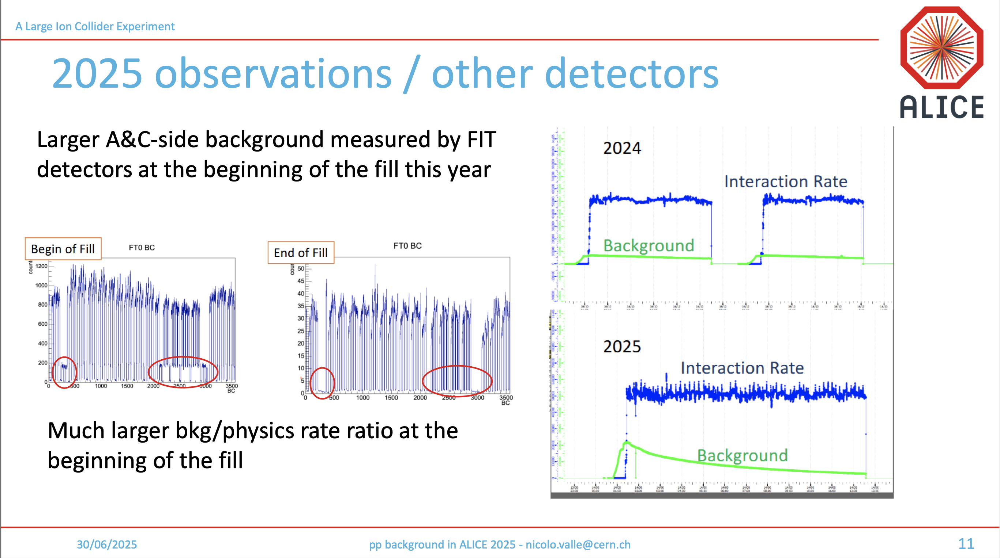 A Large Ion Collider Experiment
ALICE
2025 observations / other detectors
Larger A&C-side background measured by FIT
detectors at the beginning of the fill this year
Begin of Fill
FT0 BC
1200
1000
800
600
400
200
0
0
500
1000
1500
2000
2500
3000
3500
BC
End of Fill
FT0 BC
50
45
40
35
30
25
20
15
10
5
0
0
500
1000
1500
2000
2500
3000
3500
BC
Much larger bkg/physics rate ratio at the
beginning of the fill
2024
Interaction Rate
Background
2025
Interaction Rate
Background
30/06/2025
pp background in ALICE 2025 - nicolo.valle@cern.ch
11